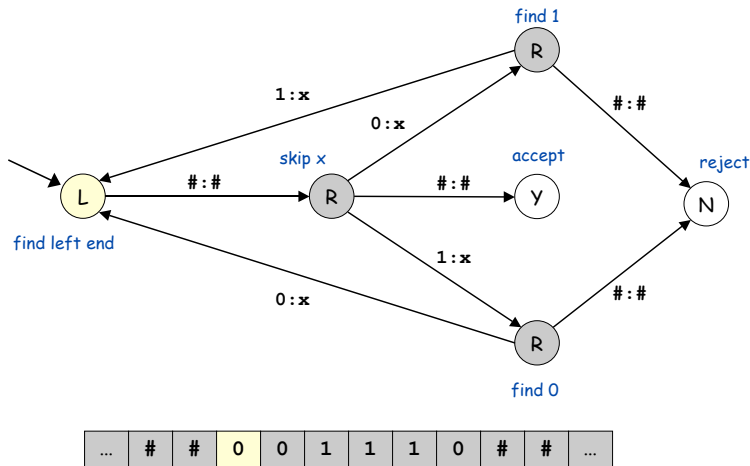 find 1
R
1:x
#:#
0:x
skip x
accept
reject
#:#
#:#
L
R
Y
N
find left end
1:x
0:x
#:#
R
find 0
... # # 0 0 1 1 1 0 # # ...